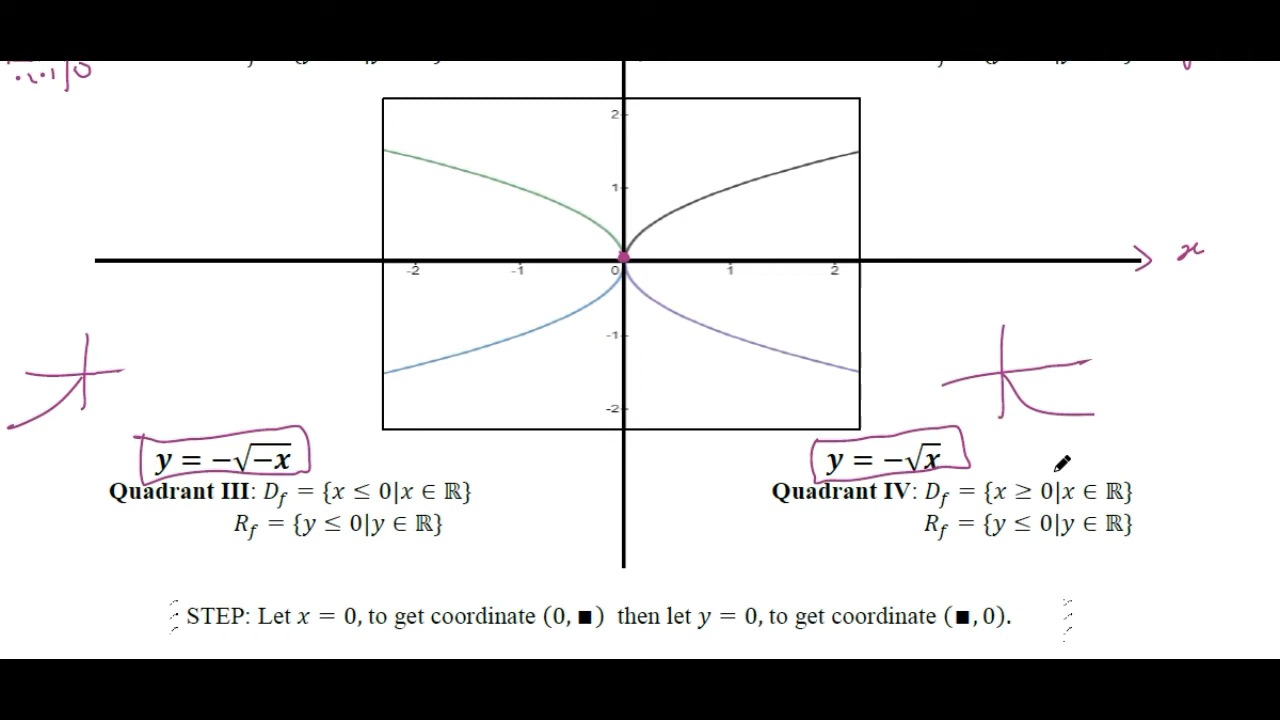 2
1
x
-2 -1 0 1 2
-1
-2
y = −√−x
Quadrant III: D_f = {x ≤ 0|x ∈ ℝ}
R_f = {y ≤ 0|y ∈ ℝ}
y = −√x
Quadrant IV: D_f = {x ≥ 0|x ∈ ℝ}
R_f = {y ≤ 0|y ∈ ℝ}
STEP: Let x = 0, to get coordinate (0, ■) then let y = 0, to get coordinate (■, 0).